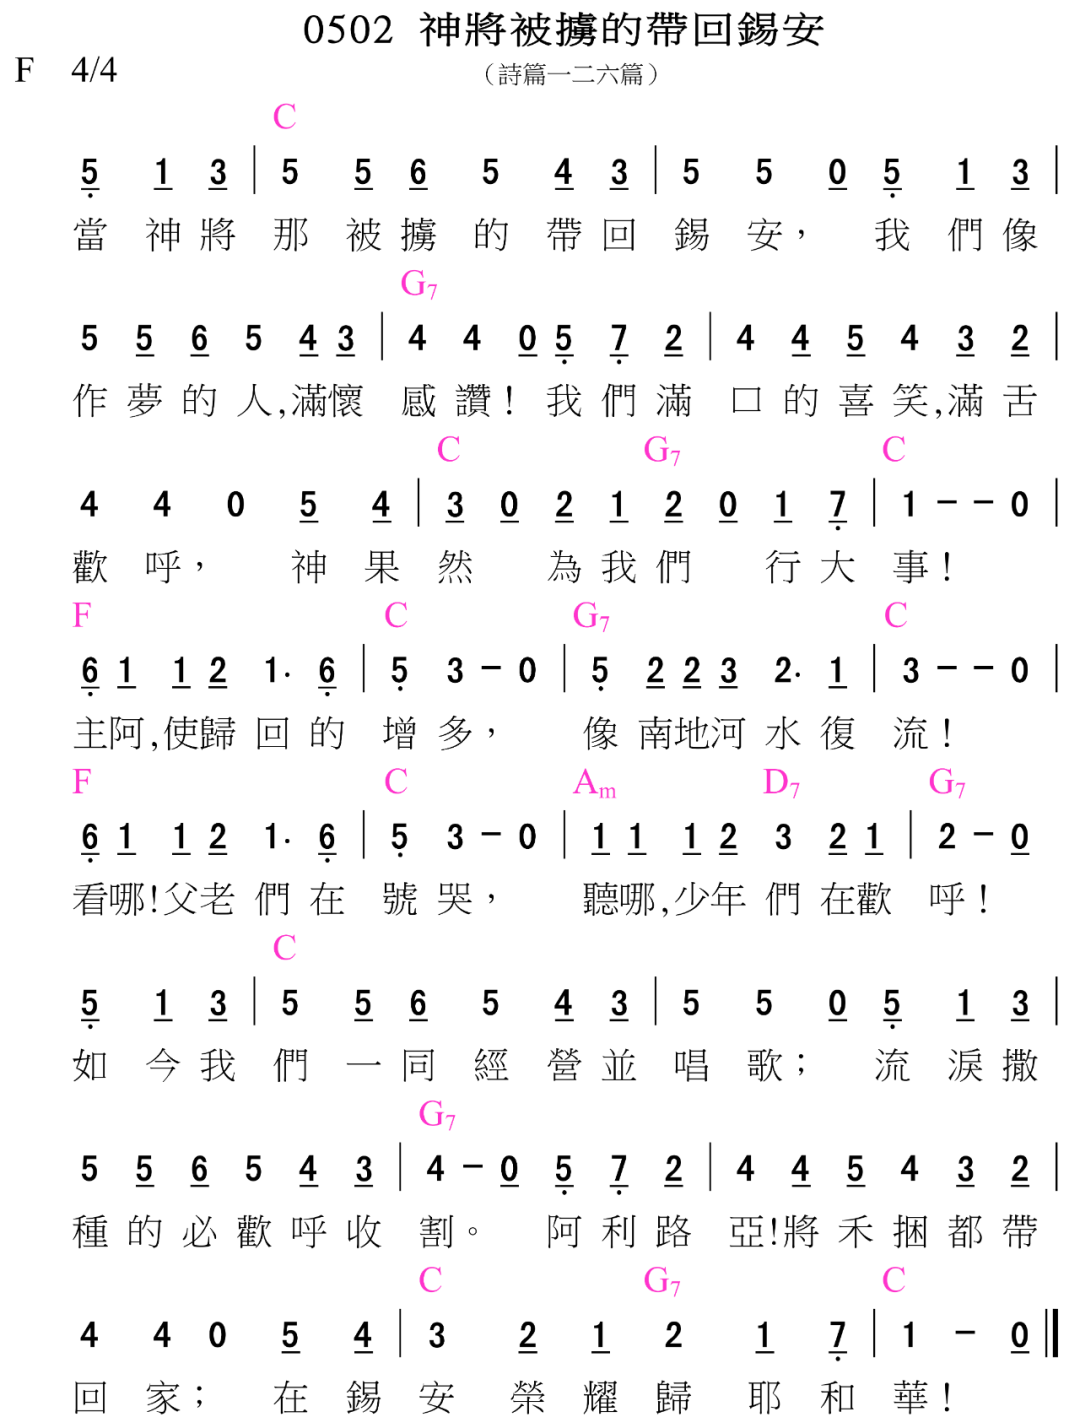 0502 神將被擄的帶回錫安
F 4/4 （詩篇一二六篇）
C
5 1 3 | 5 5 6 5 4 3 | 5 5 0 5 1 3 |
當 神 將 那 被 擄 的 帶 回 錫 安， 我 們 像
G7
5 5 6 5 4 3 | 4 4 0 5 7 2 | 4 4 5 4 3 2 |
作 夢 的 人,滿懷 感 讚！ 我 們 滿 口 的 喜 笑,滿 舌
C G7 C
4 4 0 5 4 | 3 0 2 1 2 0 1 7 | 1 - - 0 |
歡 呼， 神 果 然 為 我 們 行 大 事！
F C G7 C
6 1 1 2 1. 6 | 5 3 - 0 | 5 2 2 3 2. 1 | 3 - - 0 |
主阿,使歸 回 的 增 多， 像 南地河 水 復 流！
F C Am D7 G7
6 1 1 2 1. 6 | 5 3 - 0 | 1 1 1 2 3 2 1 | 2 - 0
看哪!父老 們 在 號 哭， 聽哪,少年 們 在歡 呼！
C
5 1 3 | 5 5 6 5 4 3 | 5 5 0 5 1 3 |
如 今 我 們 一 同 經 營 並 唱 歌； 流 淚 撒
G7
5 5 6 5 4 3 | 4 - 0 5 7 2 | 4 4 5 4 3 2 |
種 的 必 歡 呼 收 割。 阿 利 路 亞!將 禾 捆 都 帶
C G7 C
4 4 0 5 4 | 3 2 1 2 1 7 | 1 - 0 ‖
回 家； 在 錫 安 榮 耀 歸 耶 和 華！